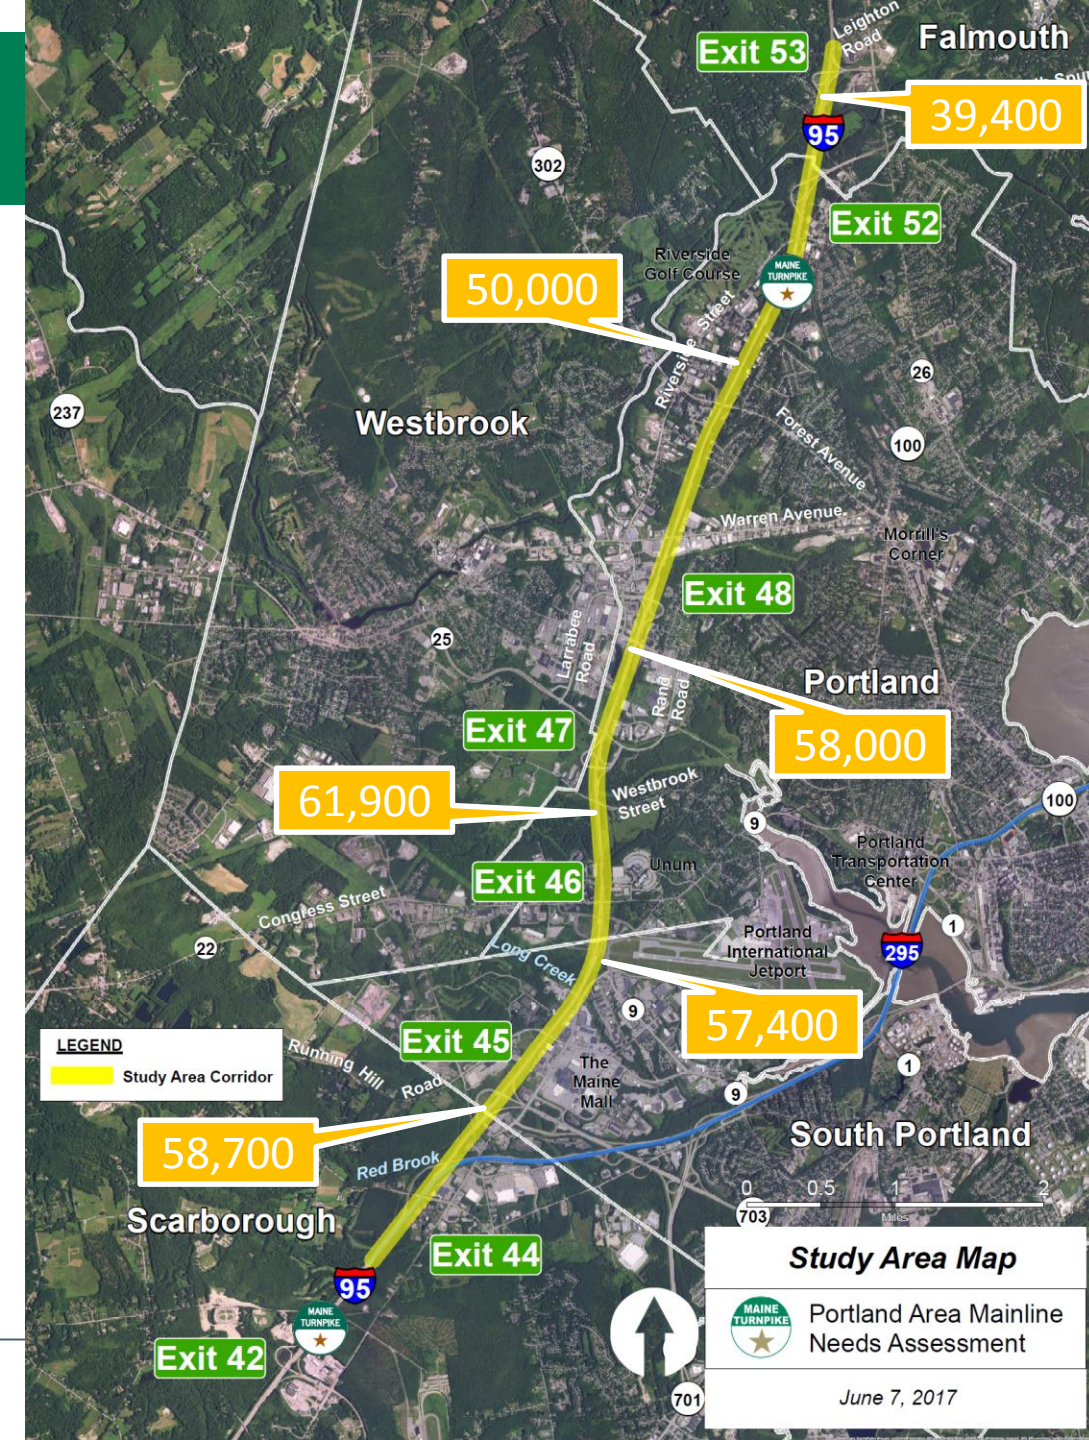 Leighton
Road
Falmouth
Exit 53
39,400
95
302
Exit 52
Riverside
Golf Course
MAINE
TURNPIKE
50,000
Riverside Street
26
237
Westbrook
Forest Avenue
100
Warren Avenue
Morrill's
Corner
Exit 48
25
Larrabee
Road
Rand
Road
Portland
Exit 47
58,000
61,900
Westbrook
Street
100
9
Portland
Transportation
Center
Unum
Exit 46
Congress Street
22
Long Creek
Portland
International
Jetport
1
295
9
57,400
Exit 45
LEGEND
Study Area Corridor
Running Hill Road
The
Maine
Mall
1
9
58,700
Red Brook
South Portland
0 0.5 1 2
Miles
703
Scarborough
Exit 44
95
MAINE
TURNPIKE
Exit 42
701
Study Area Map
MAINE
TURNPIKE
Portland Area Mainline
Needs Assessment
June 7, 2017